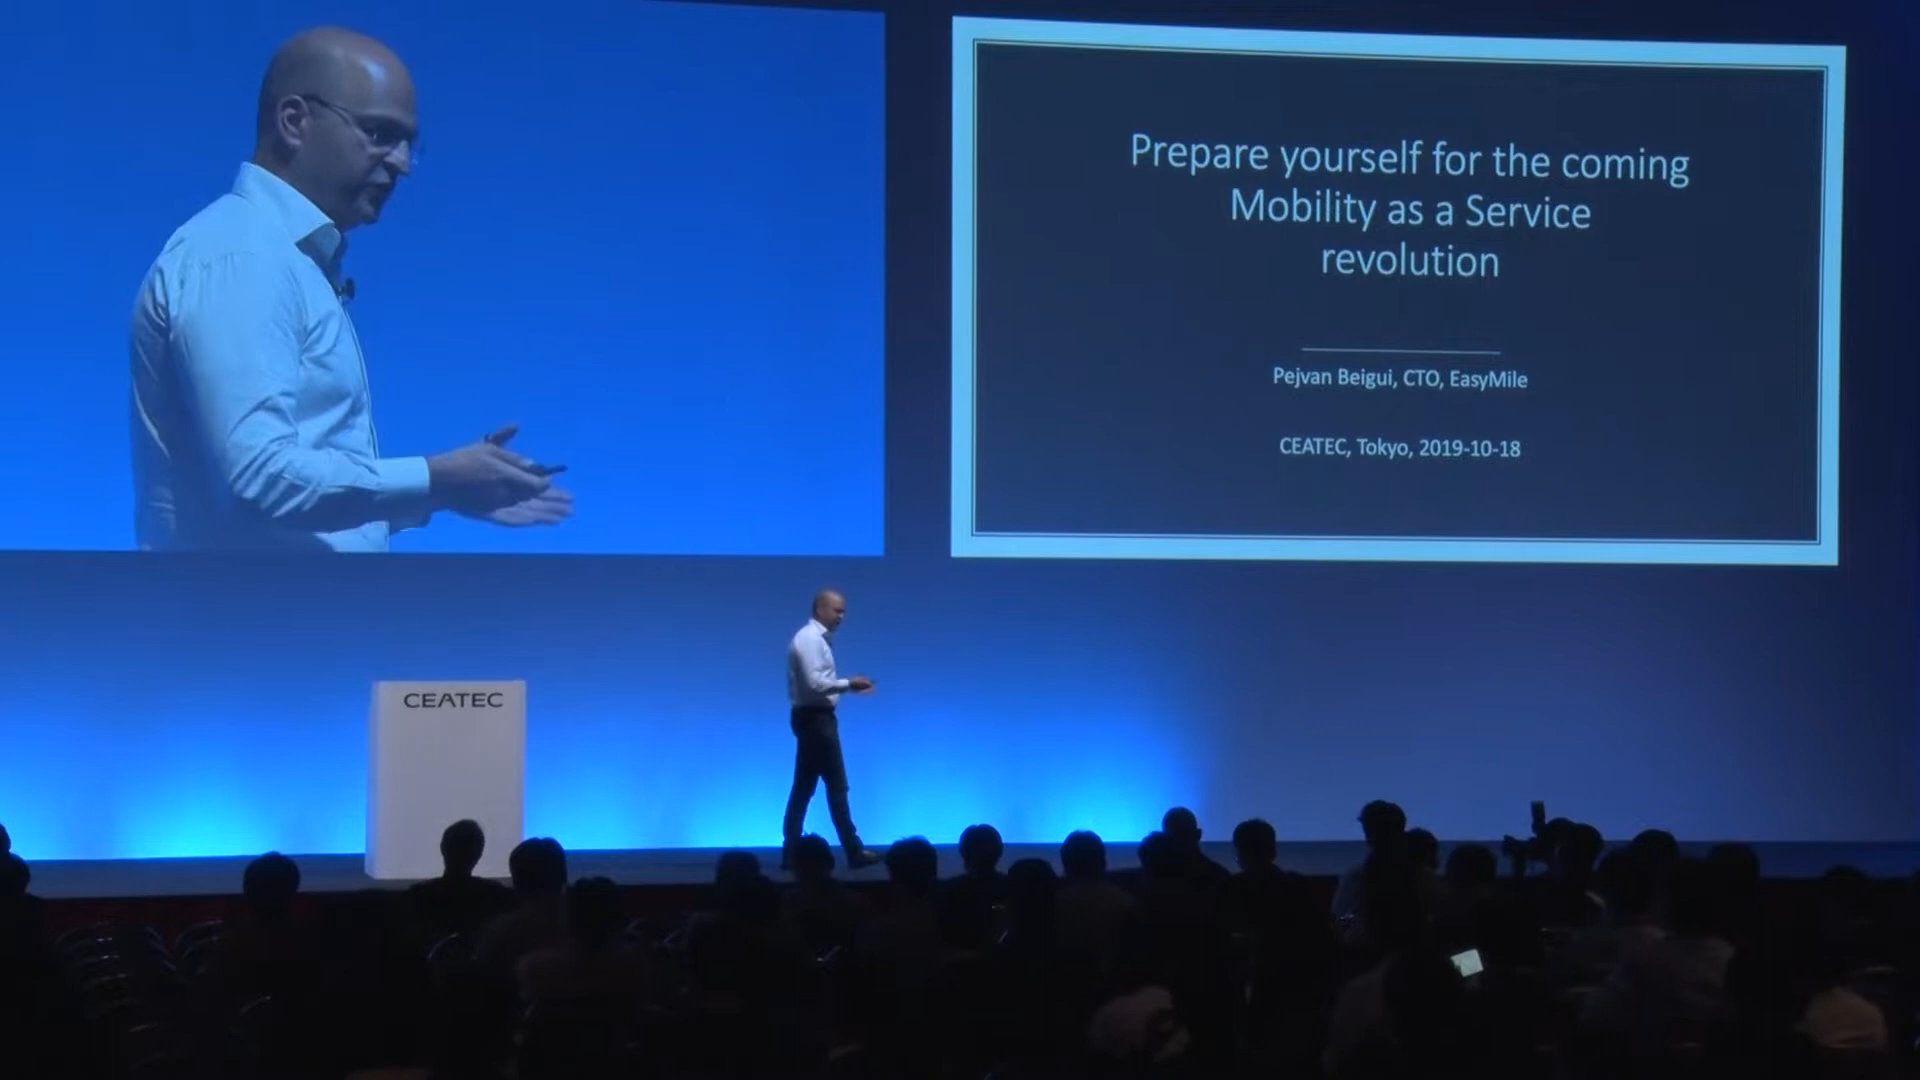 Prepare yourself for the coming
Mobility as a Service
revolution
Pejvan Beigui, CTO, EasyMile
CEATEC, Tokyo, 2019-10-18
CEATEC